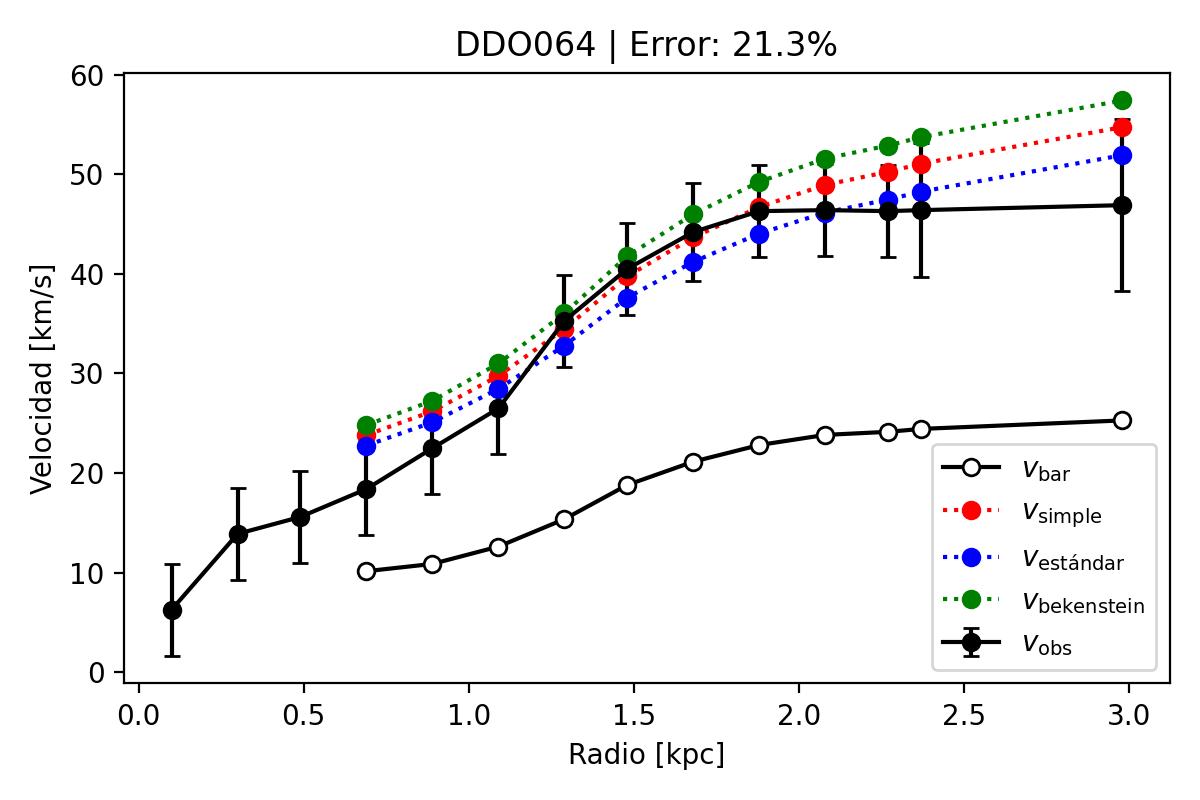 DDO064 | Error: 21.3%
Velocidad [km/s]
60
50
40
30
20
10
0
v_bar
v_simple
v_estándar
v_bekenstein
v_obs
0.0 0.5 1.0 1.5 2.0 2.5 3.0
Radio [kpc]